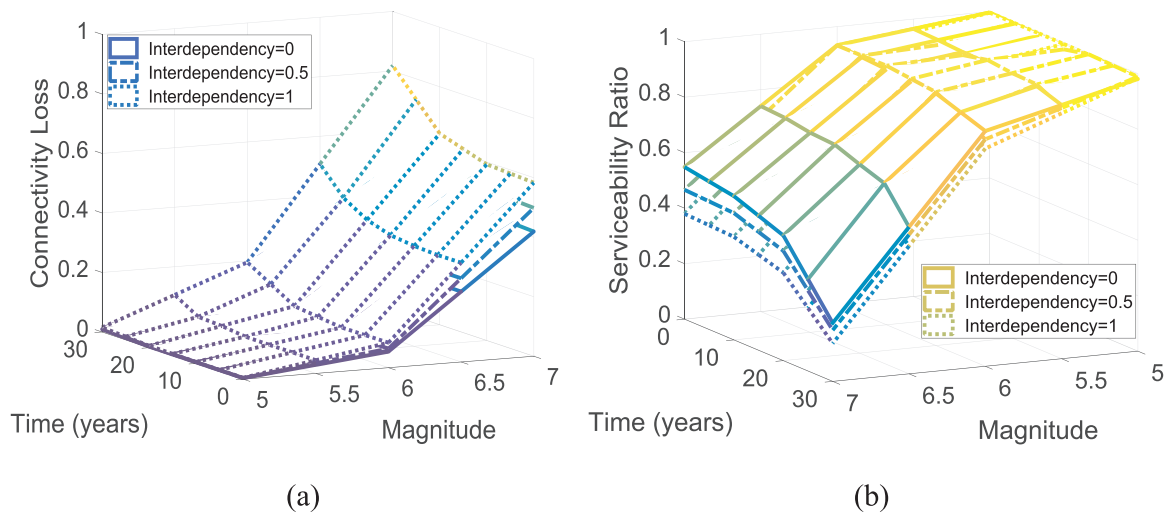 1
0.8
0.6
0.4
0.2
0
Connectivity Loss
Interdependency=0
Interdependency=0.5
Interdependency=1
30
20
10
0
Time (years)
5
5.5
6
6.5
7
Magnitude
(a)
1
0.8
0.6
0.4
0.2
0
Serviceability Ratio
Interdependency=0
Interdependency=0.5
Interdependency=1
0
10
20
30
Time (years)
7
6.5
6
5.5
5
Magnitude
(b)